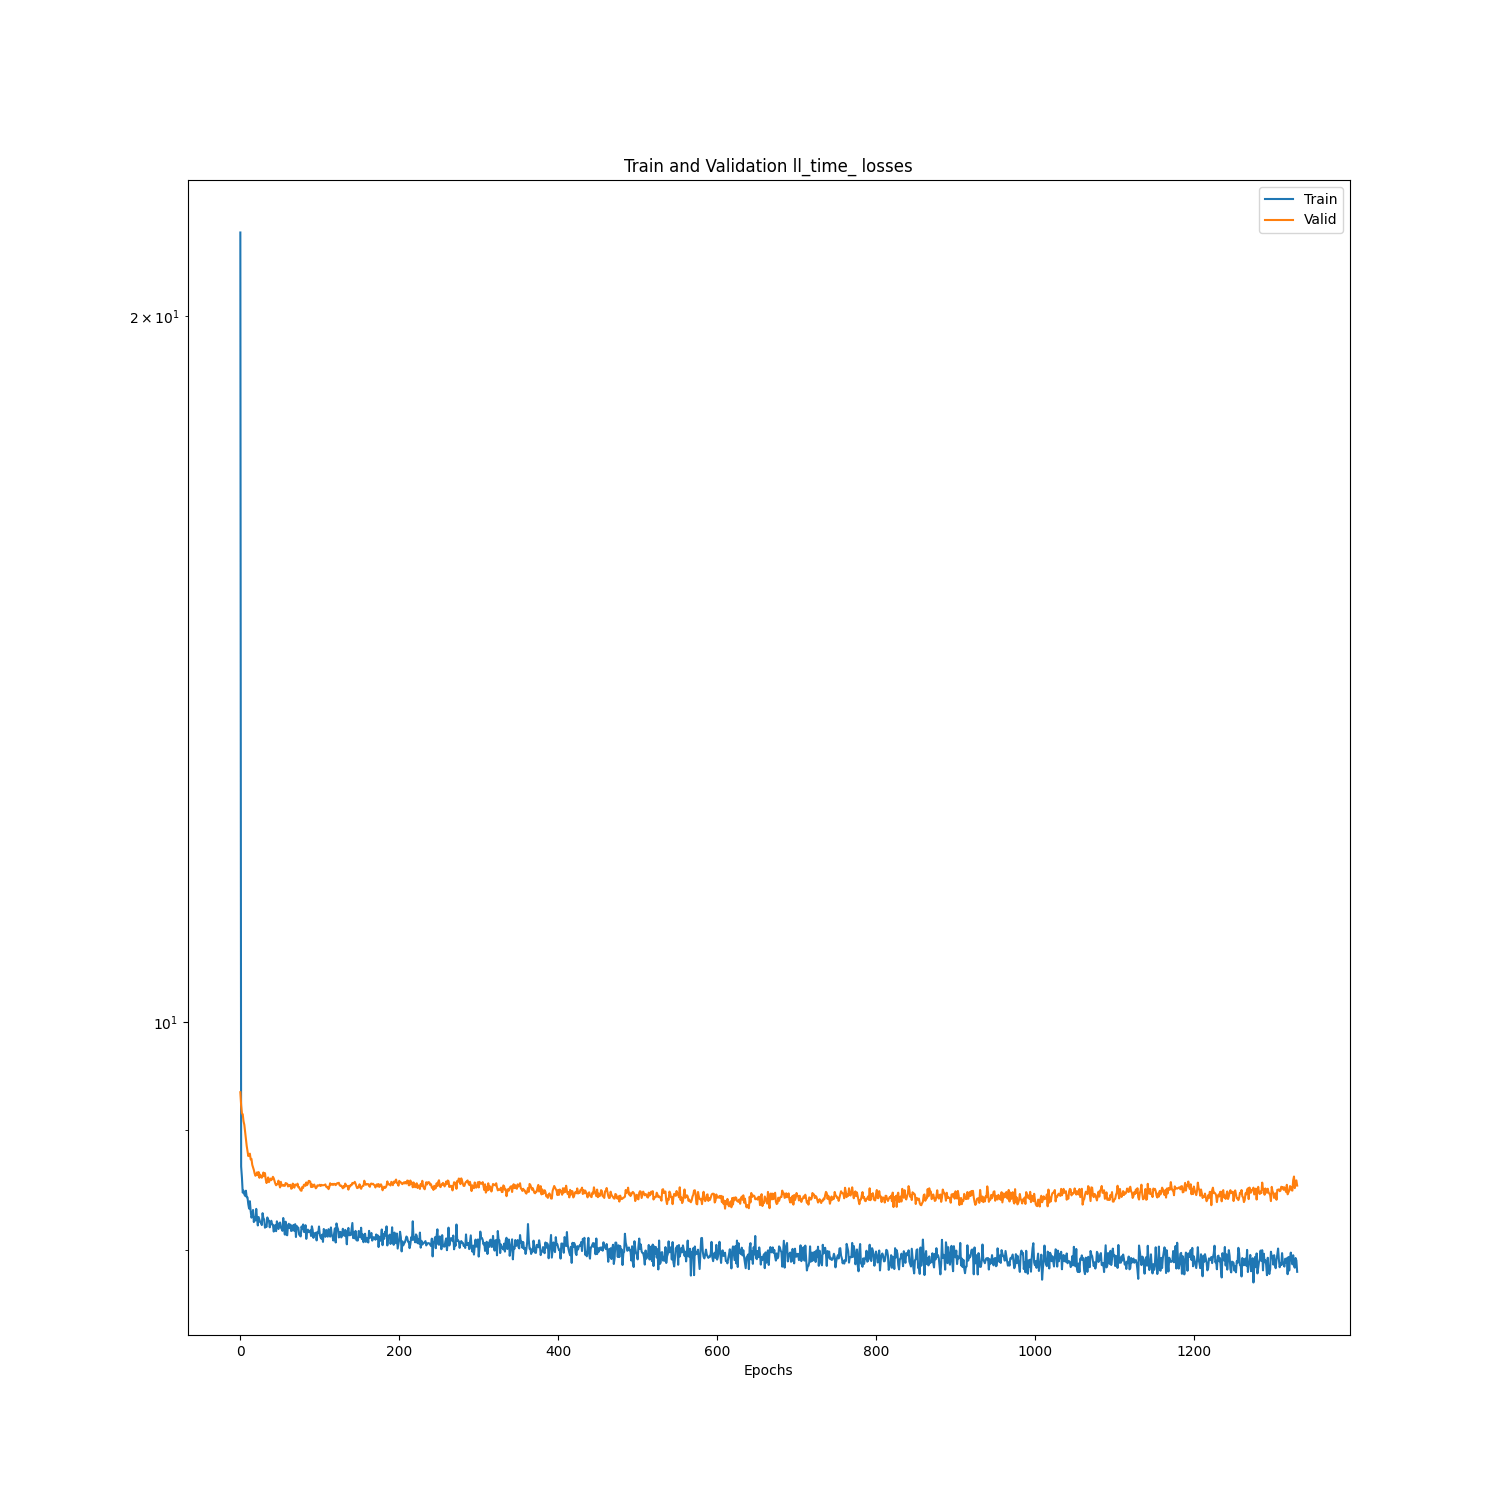 Train and Validation ll_time_ losses
Train
Valid
2 × 10¹
10¹
0 200 400 600 800 1000 1200
Epochs